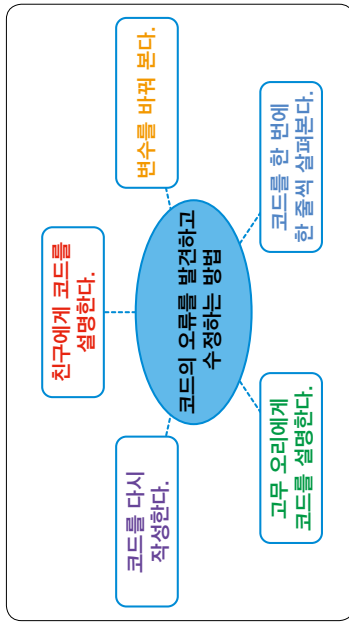 친구에게 코드를
설명한다.
코드를 다시
작성한다.
변수를 바꿔 본다.
코드의 오류를 발견하고
수정하는 방법
고무 오리에게
코드를 설명한다.
코드를 한 번에
한 줄씩 살펴본다.